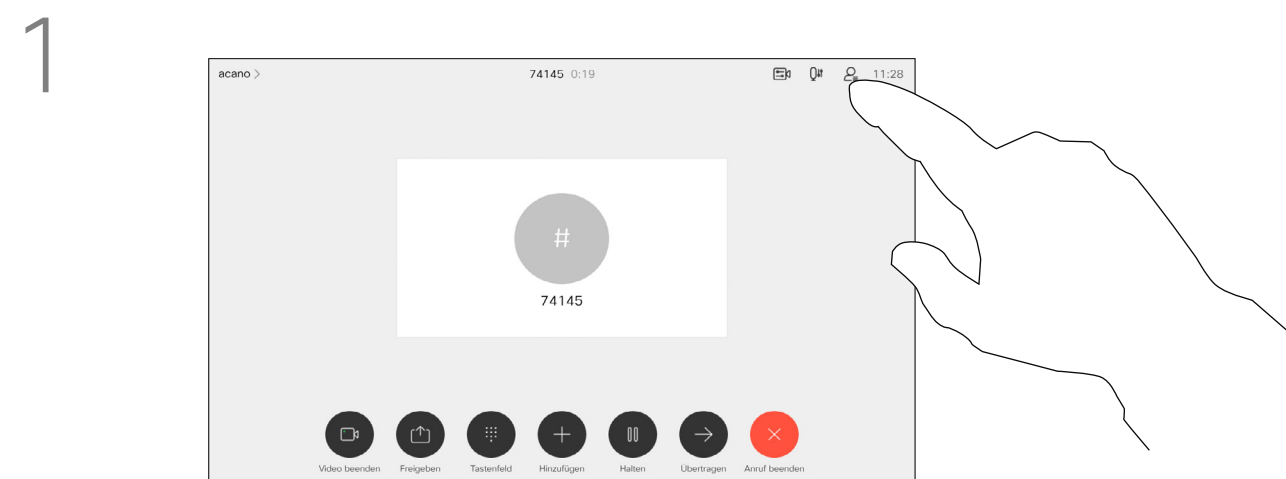 1
acano >
74145 0:19
11:28
#
74145
Video beenden
Freigeben
Tastenfeld
Hinzufügen
Halten
Übertragen
Anruf beenden